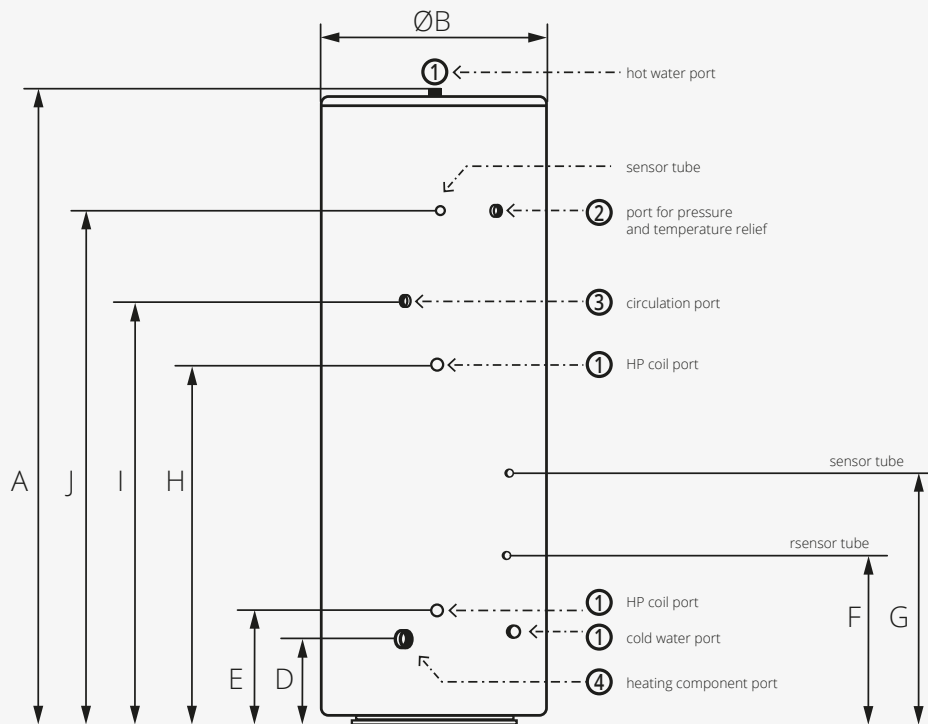 ØB
1 hot water port
sensor tube
2 port for pressure
and temperature relief
3 circulation port
1 HP coil port
sensor tube
A J I H
rsensor tube
1 HP coil port
F G
1 cold water port
E D
4 heating component port